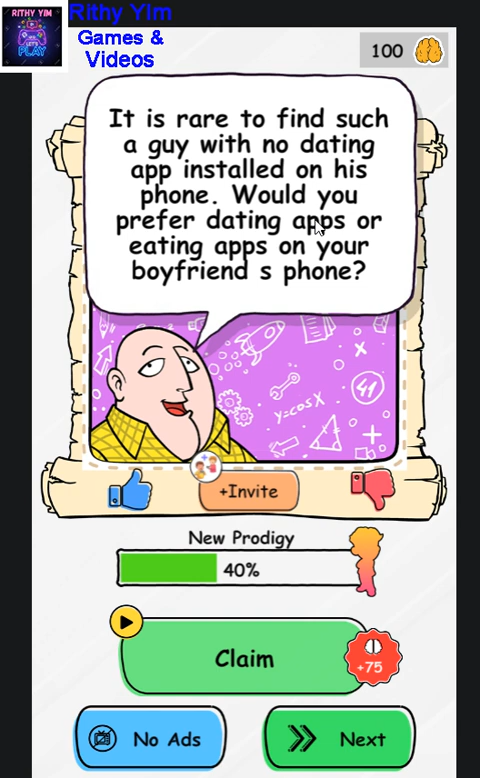 RITHY YIM
LET'S
PLAY
Rithy Yim
Games &
Videos
100
It is rare to find such
a guy with no dating
app installed on his
phone. Would you
prefer dating apps or
eating apps on your
boyfriend s phone?
41
y=cosx
+Invite
New Prodigy
40%
Claim
+75
No Ads
Next